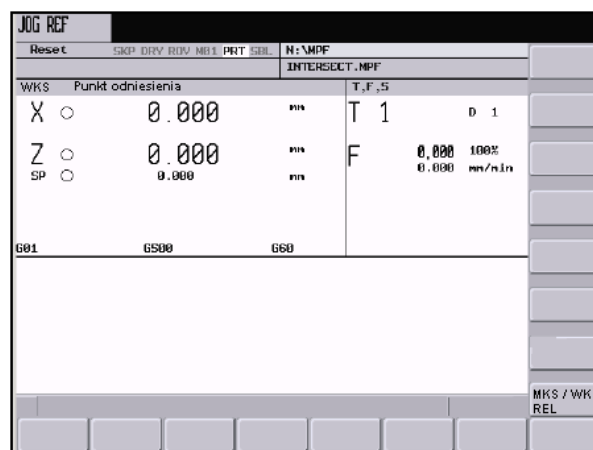 JOG REF
Reset SKP DRY ROV M01 PRT SBL N:\MPF
INTERSECT.MPF
WKS Punkt odniesienia T,F,S
X 0.000 mm T 1 D 1
Z 0.000 mm F 0,000 100%
SP 0.000 mm 0.000 mm/min
G01 G500 G60
MKS / WK
REL